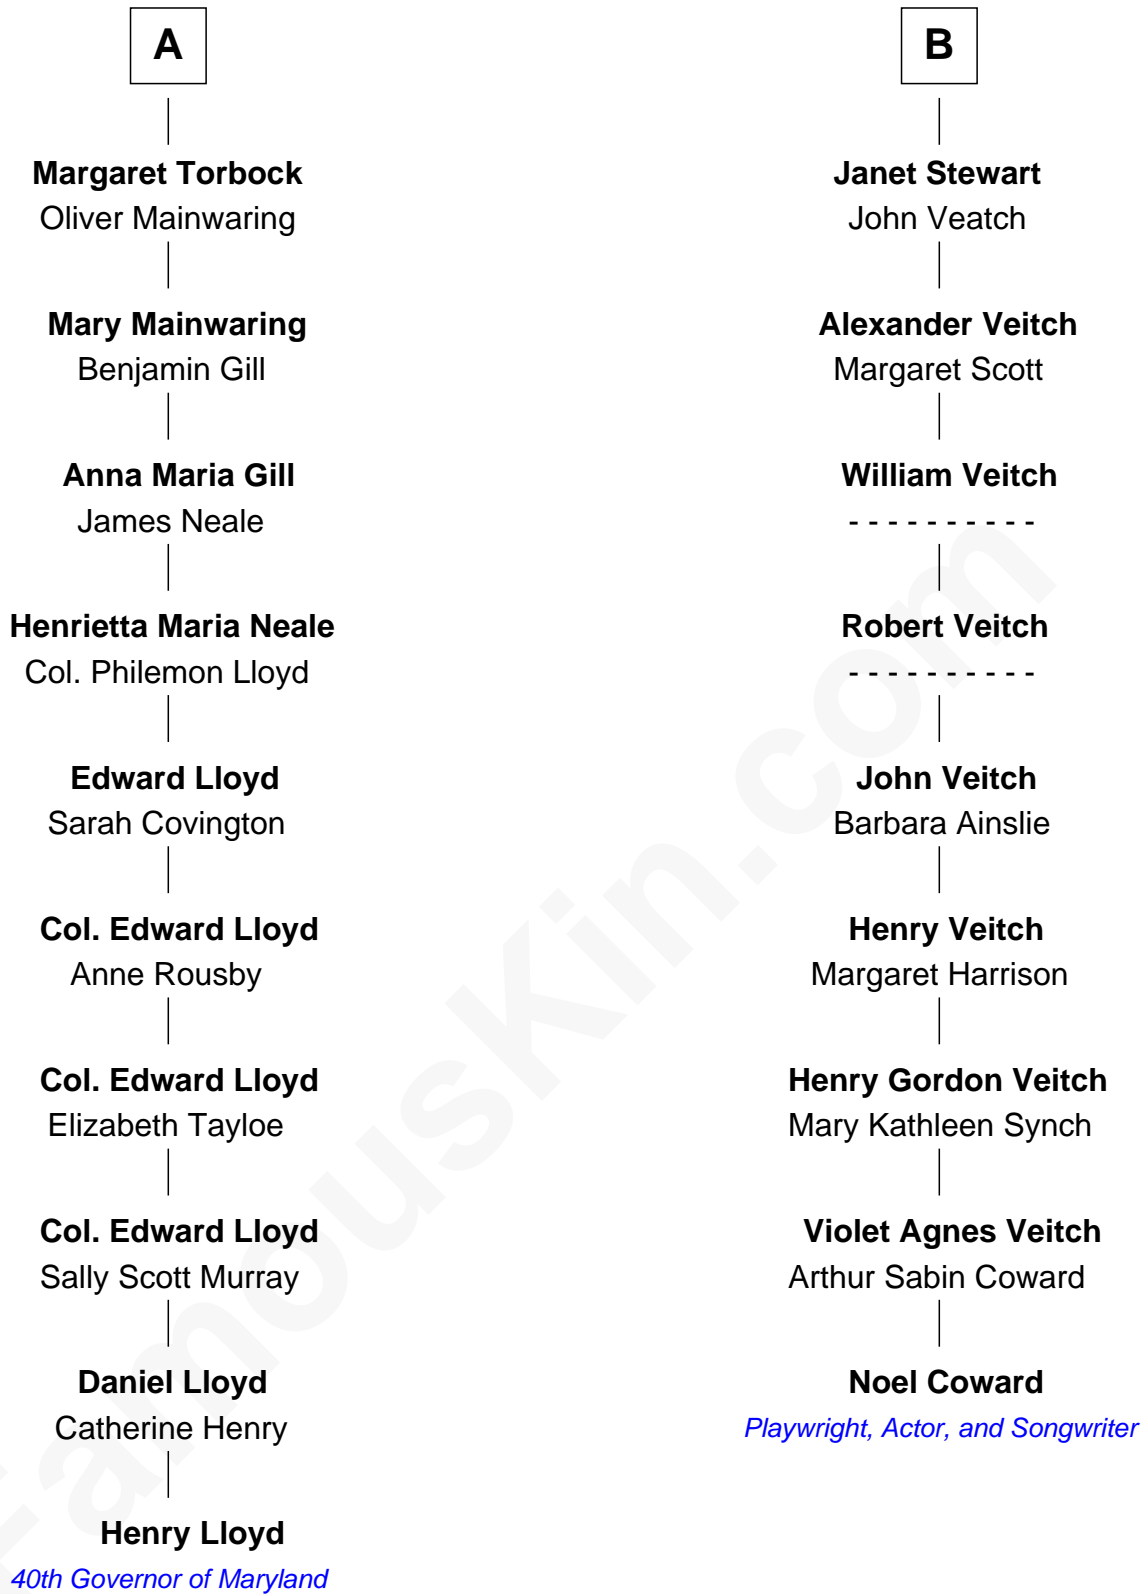 A
Margaret Torbock
Oliver Mainwaring
Mary Mainwaring
Benjamin Gill
Anna Maria Gill
James Neale
Henrietta Maria Neale
Col. Philemon Lloyd
Edward Lloyd
Sarah Covington
Col. Edward Lloyd
Anne Rousby
Col. Edward Lloyd
Elizabeth Tayloe
Col. Edward Lloyd
Sally Scott Murray
Daniel Lloyd
Catherine Henry
Henry Lloyd
40th Governor of Maryland
B
Janet Stewart
John Veatch
Alexander Veitch
Margaret Scott
William Veitch
- - - - - - - - - -
Robert Veitch
- - - - - - - - - -
John Veitch
Barbara Ainslie
Henry Veitch
Margaret Harrison
Henry Gordon Veitch
Mary Kathleen Synch
Violet Agnes Veitch
Arthur Sabin Coward
Noel Coward
Playwright, Actor, and Songwriter
FamousKin.com